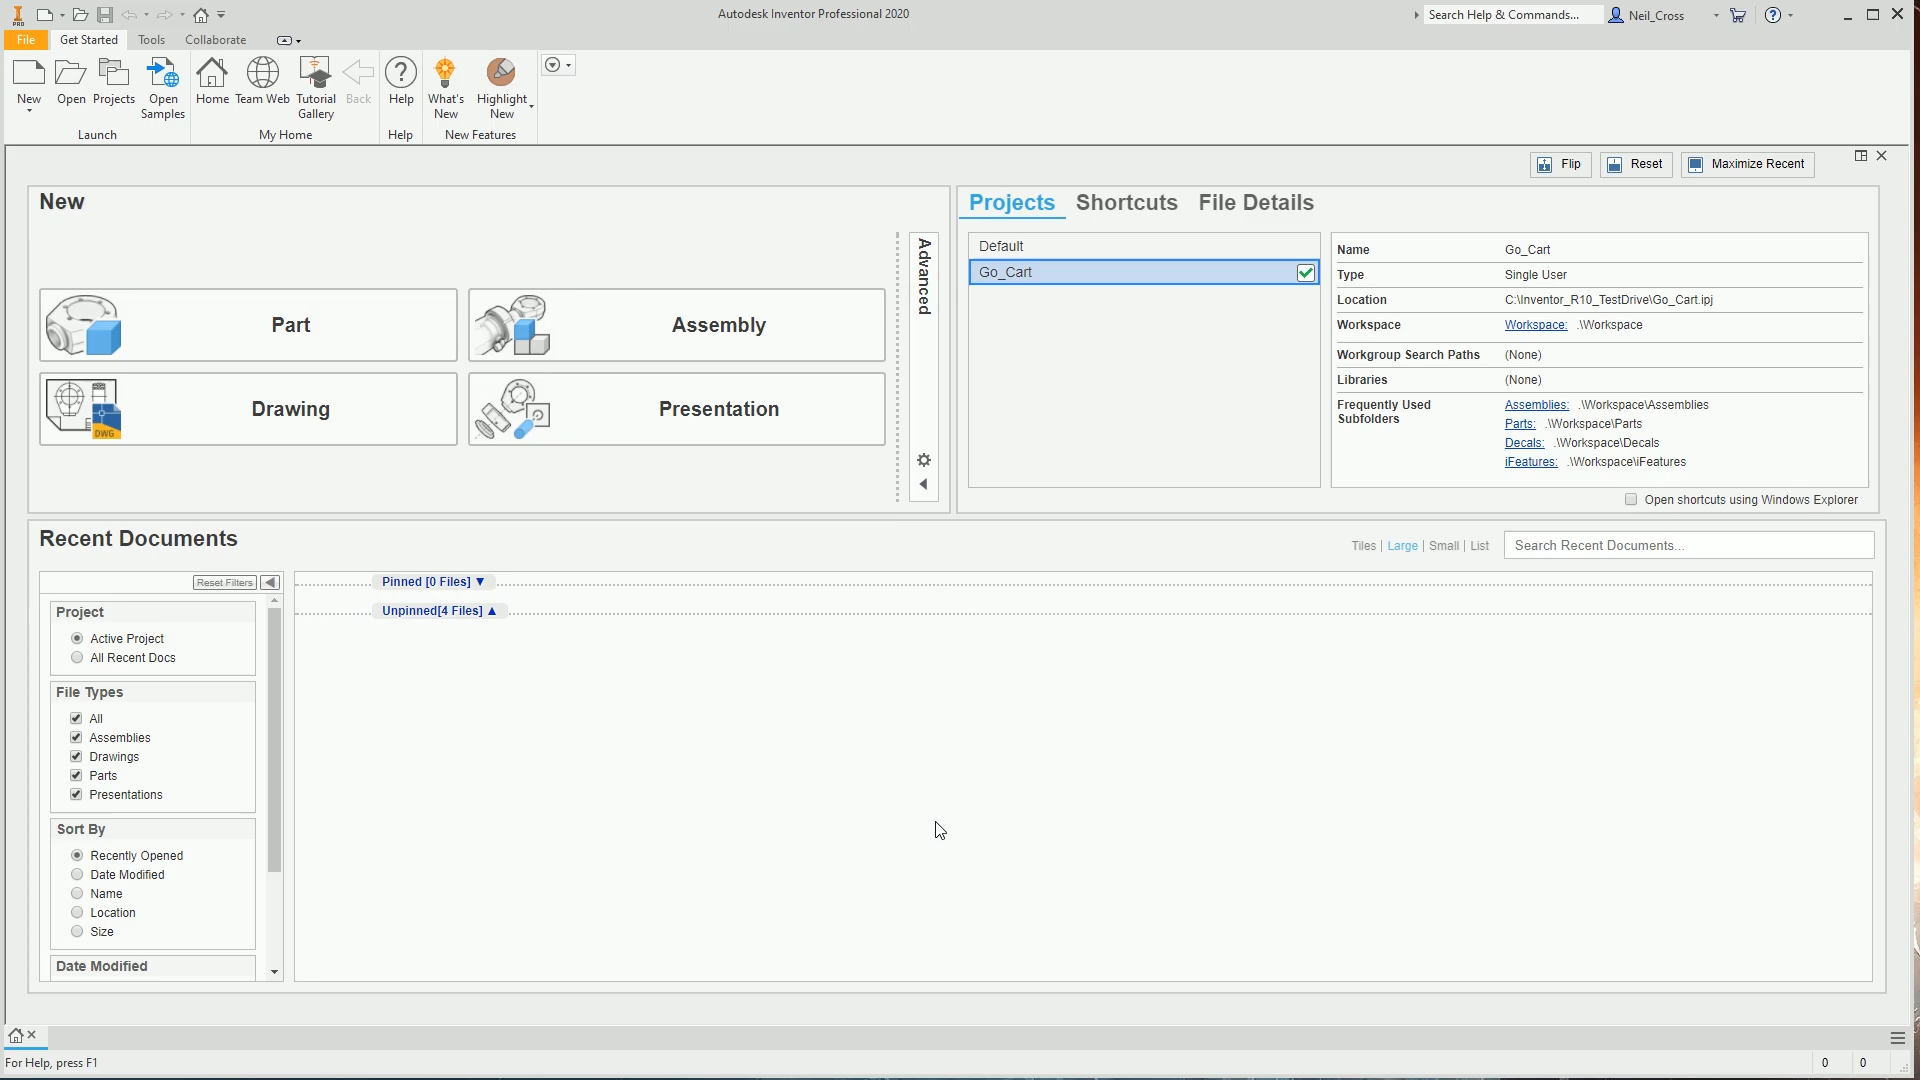 PRO
Autodesk Inventor Professional 2020
Search Help & Commands...
Neil_Cross
File
Get Started
Tools
Collaborate
New
Open
Projects
Open
Samples
Home
Team Web
Tutorial
Gallery
Back
Help
What's
New
Highlight
New
Launch
My Home
Help
New Features
Flip
Reset
Maximize Recent
New
Part
Assembly
Drawing
DWG
Presentation
Advanced
Projects
Shortcuts
File Details
Default
Go_Cart
Name Go_Cart
Type Single User
Location C:\Inventor_R10_TestDrive\Go_Cart.ipj
Workspace Workspace: .\Workspace
Workgroup Search Paths (None)
Libraries (None)
Frequently Used
Subfolders
Assemblies: .\Workspace\Assemblies
Parts: .\Workspace\Parts
Decals: .\Workspace\Decals
iFeatures: .\Workspace\iFeatures
Open shortcuts using Windows Explorer
Recent Documents
Tiles | Large | Small | List
Search Recent Documents...
Reset Filters
Pinned [0 Files] ▼
Unpinned[4 Files] ▲
Project
Active Project
All Recent Docs
File Types
All
Assemblies
Drawings
Parts
Presentations
Sort By
Recently Opened
Date Modified
Name
Location
Size
Date Modified
For Help, press F1
0 0